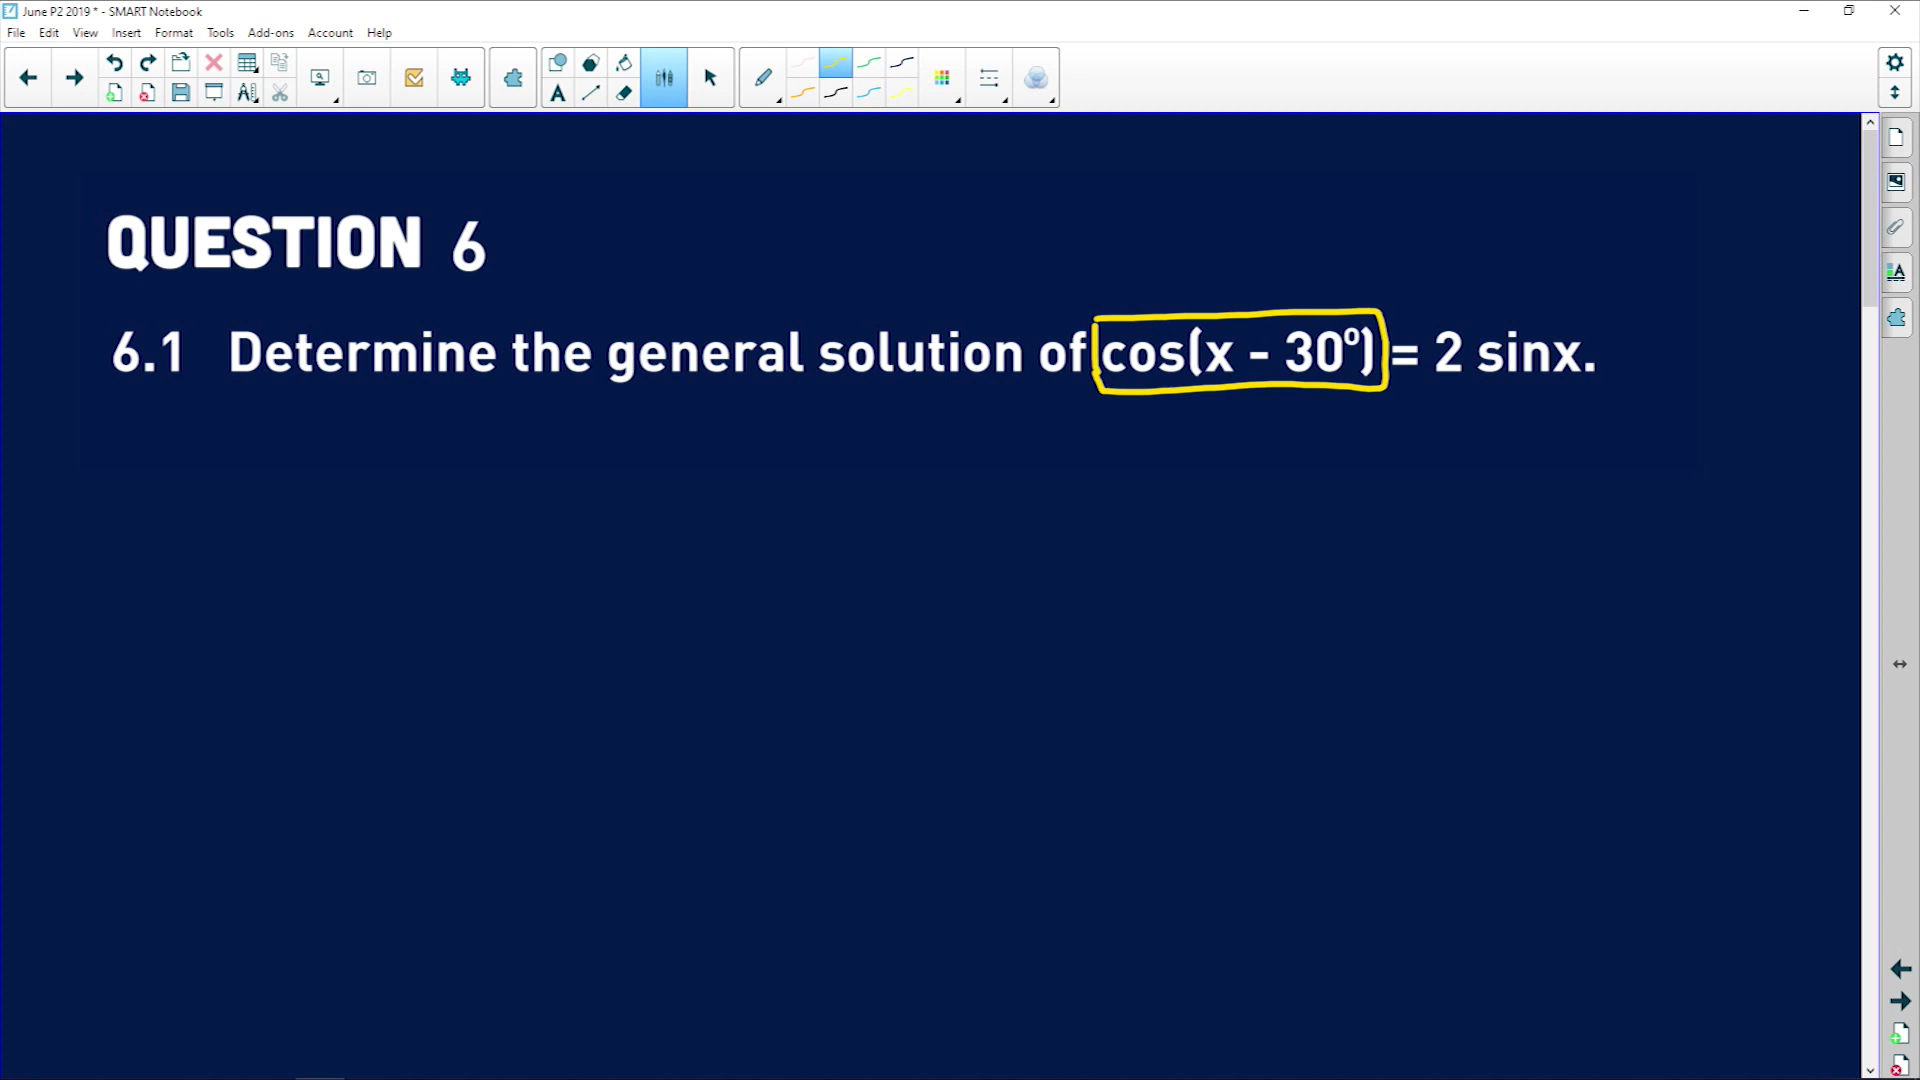 June P2 2019 * - SMART Notebook
File Edit View Insert Format Tools Add-ons Account Help
QUESTION 6
6.1 Determine the general solution of cos(x - 30º) = 2 sinx.